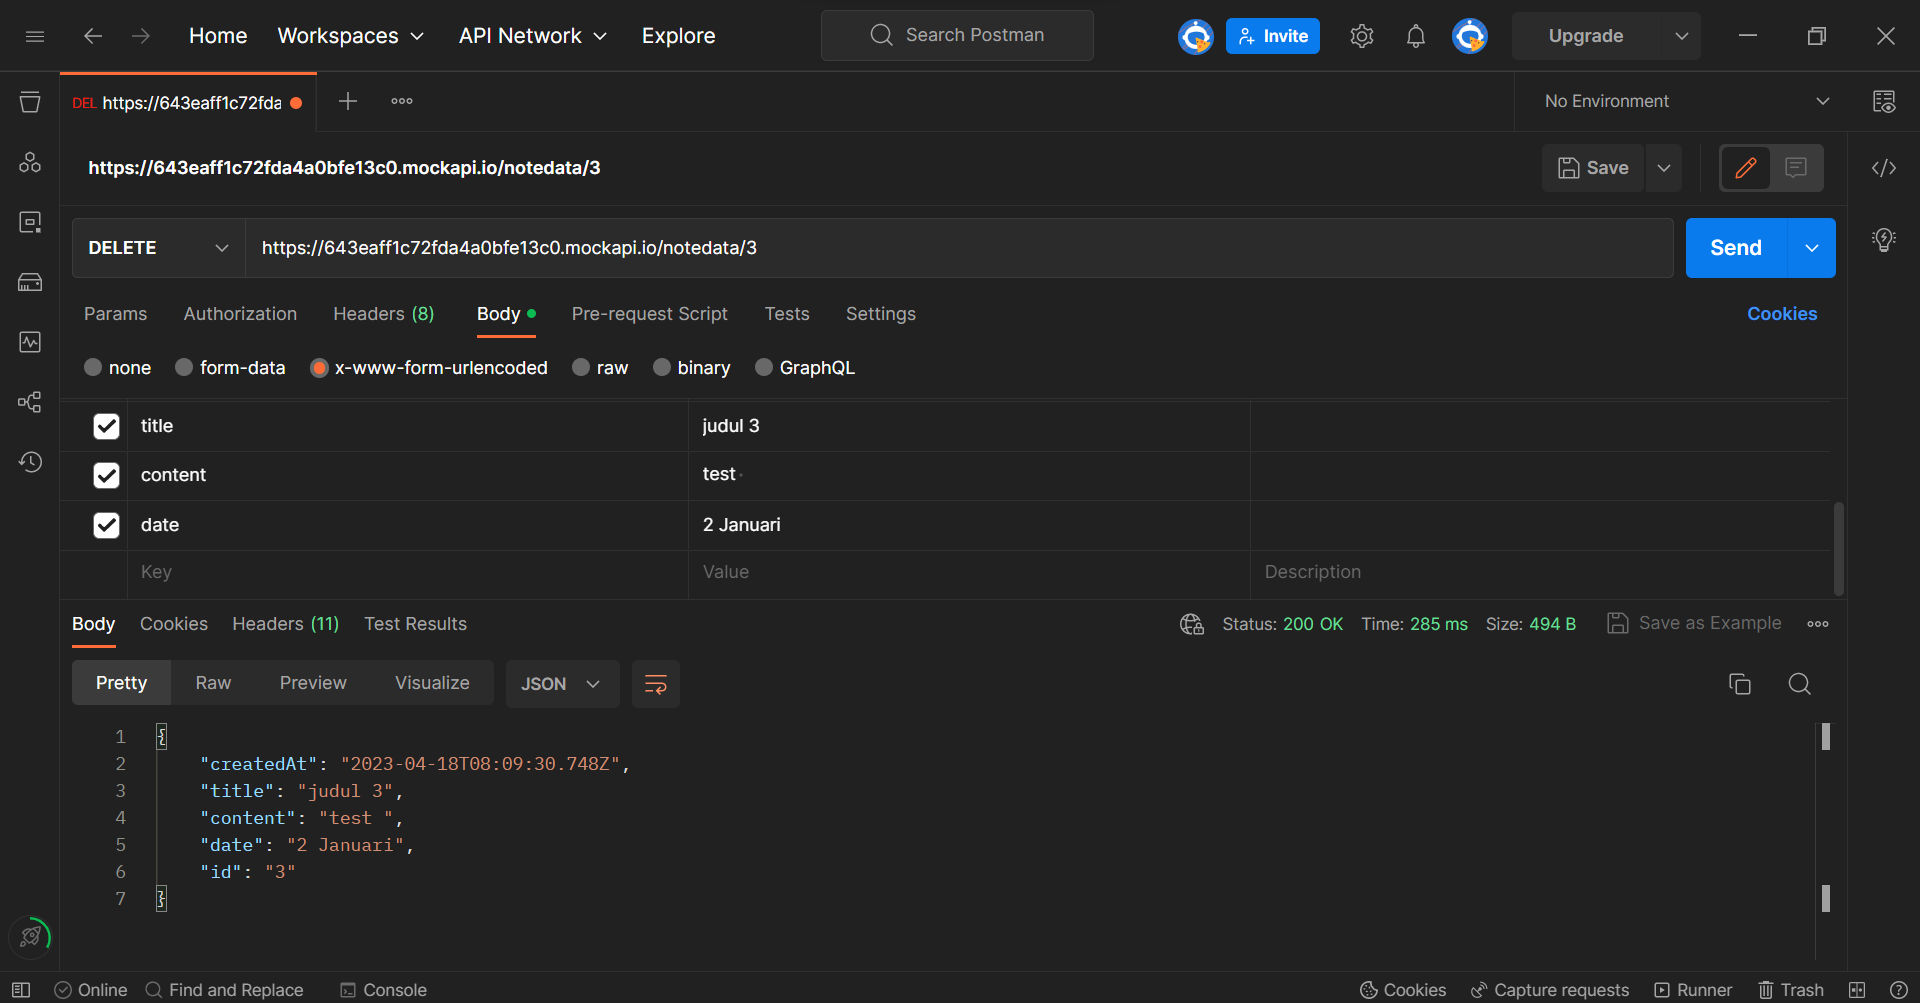 Home Workspaces API Network Explore Search Postman Invite Upgrade
DEL https://643eaff1c72fda No Environment
https://643eaff1c72fda4a0bfe13c0.mockapi.io/notedata/3 Save
DELETE https://643eaff1c72fda4a0bfe13c0.mockapi.io/notedata/3 Send
Params Authorization Headers (8) Body Pre-request Script Tests Settings Cookies
none form-data x-www-form-urlencoded raw binary GraphQL
title judul 3
content test
date 2 Januari
Key Value Description
Body Cookies Headers (11) Test Results Status: 200 OK Time: 285 ms Size: 494 B Save as Example
Pretty Raw Preview Visualize JSON
1 {
2 "createdAt": "2023-04-18T08:09:30.748Z",
3 "title": "judul 3",
4 "content": "test ",
5 "date": "2 Januari",
6 "id": "3"
7 }
Online Find and Replace Console Cookies Capture requests Runner Trash